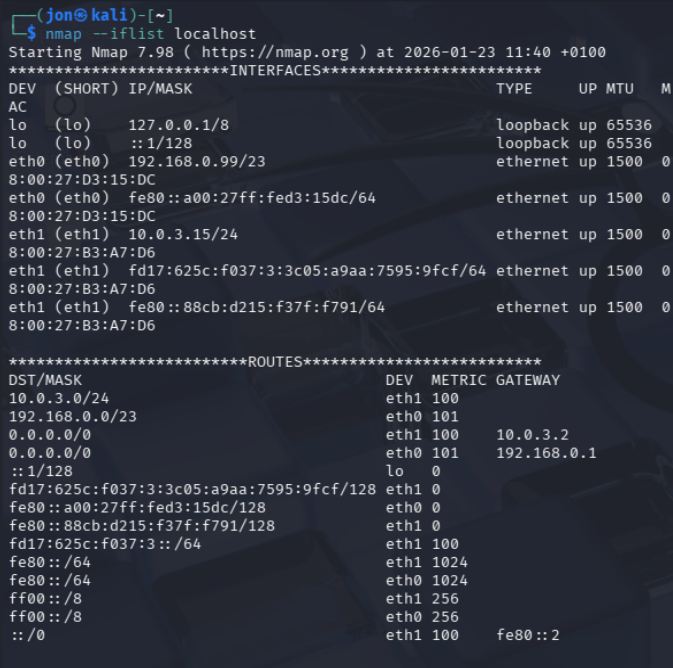 ┌──(jon㉿kali)-[~]
└─$ nmap --iflist localhost
Starting Nmap 7.98 ( https://nmap.org ) at 2026-01-23 11:40 +0100
************************INTERFACES************************
DEV  (SHORT) IP/MASK                                 TYPE     UP MTU   M
AC
lo   (lo)    127.0.0.1/8                             loopback up 65536
lo   (lo)    ::1/128                                 loopback up 65536
eth0 (eth0)  192.168.0.99/23                         ethernet up 1500  0
8:00:27:D3:15:DC
eth0 (eth0)  fe80::a00:27ff:fed3:15dc/64             ethernet up 1500  0
8:00:27:D3:15:DC
eth1 (eth1)  10.0.3.15/24                            ethernet up 1500  0
8:00:27:B3:A7:D6
eth1 (eth1)  fd17:625c:f037:3:3c05:a9aa:7595:9fcf/64 ethernet up 1500  0
8:00:27:B3:A7:D6
eth1 (eth1)  fe80::88cb:d215:f37f:f791/64            ethernet up 1500  0
8:00:27:B3:A7:D6

**************************ROUTES**************************
DST/MASK                                 DEV  METRIC GATEWAY
10.0.3.0/24                              eth1 100
192.168.0.0/23                           eth0 101
0.0.0.0/0                                eth1 100    10.0.3.2
0.0.0.0/0                                eth0 101    192.168.0.1
::1/128                                  lo   0
fd17:625c:f037:3:3c05:a9aa:7595:9fcf/128 eth1 0
fe80::a00:27ff:fed3:15dc/128             eth0 0
fe80::88cb:d215:f37f:f791/128            eth1 0
fd17:625c:f037:3::/64                    eth1 100
fe80::/64                                eth1 1024
fe80::/64                                eth0 1024
ff00::/8                                 eth1 256
ff00::/8                                 eth0 256
::/0                                     eth1 100    fe80::2